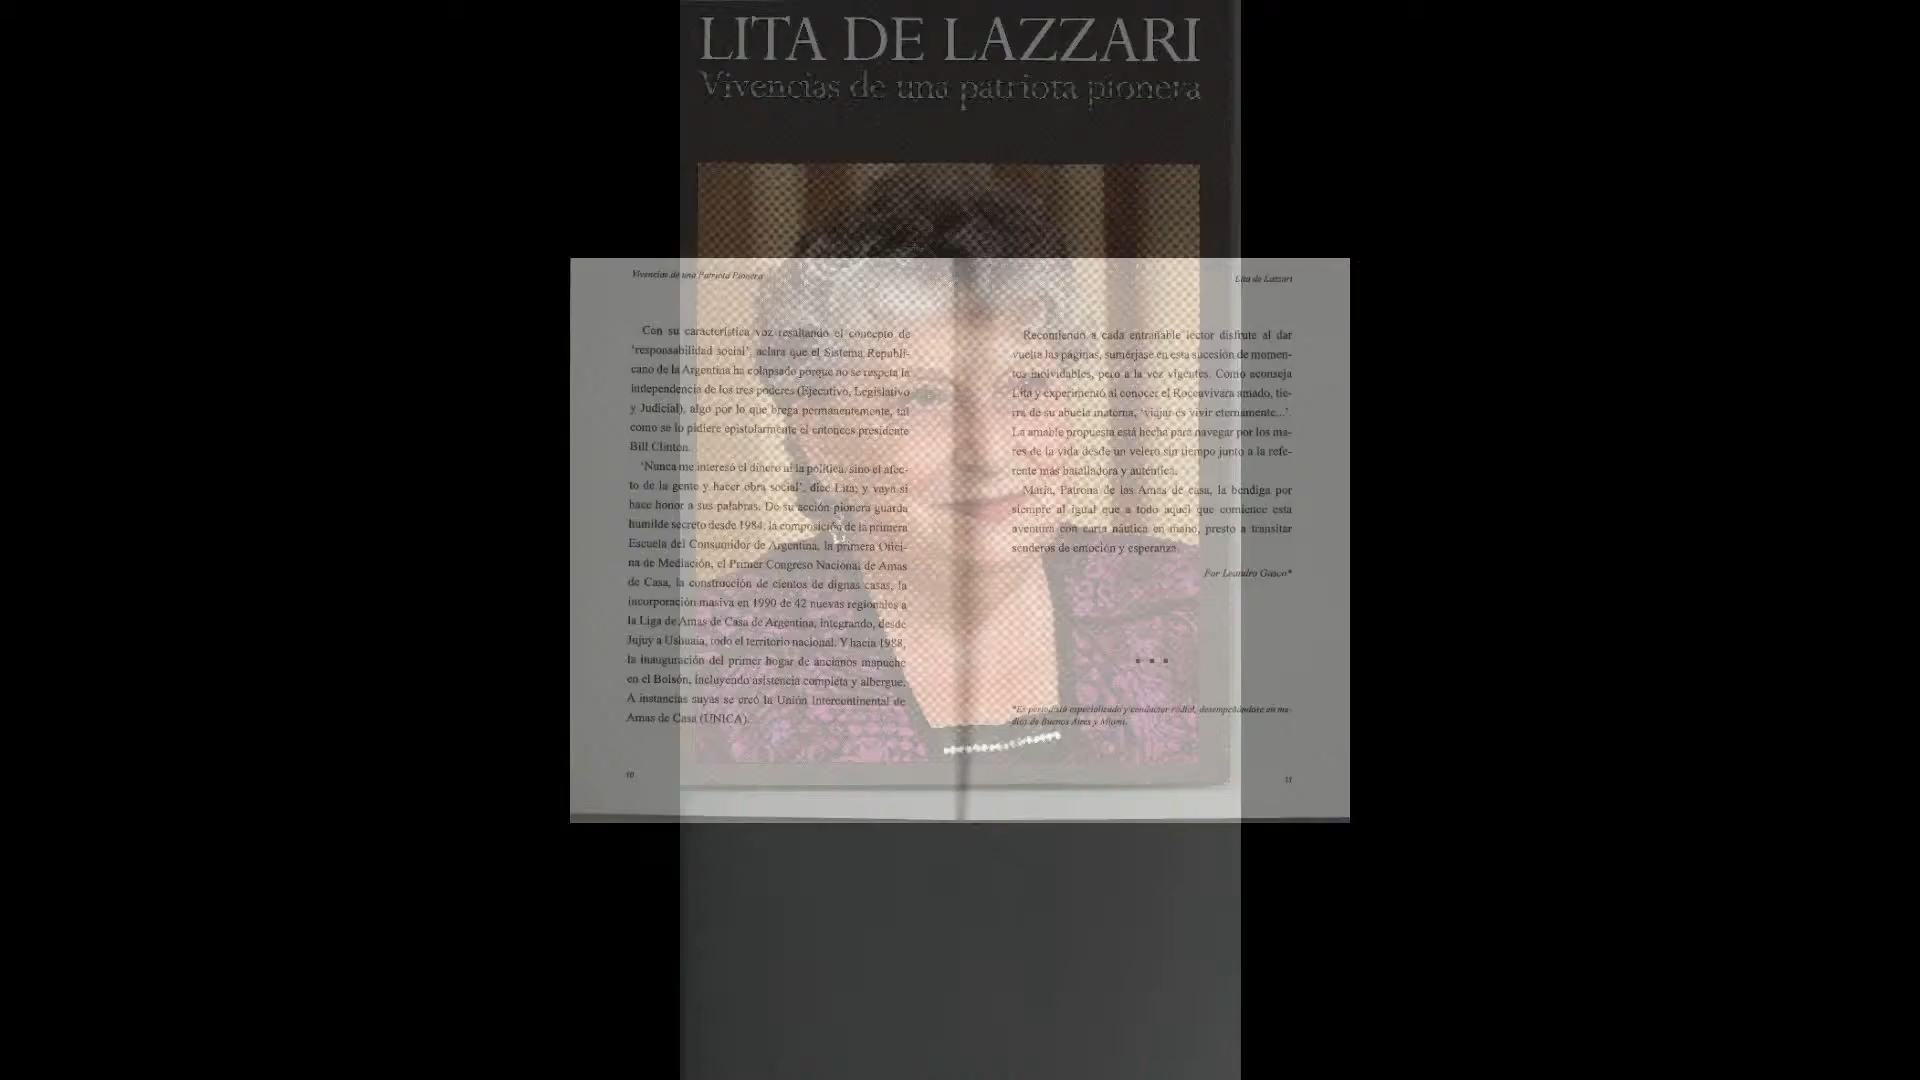 LITA DE LAZZARI
Vivencias de una patriota pionera
Vivencias de una Patriota Pionera
Con su característica voz resaltando el concepto de
‘responsabilidad social’, aclara que el Sistema Republi-
cano de la Argentina ha colapsado porque no se respeta la
independencia de los tres poderes (Ejecutivo, Legislativo
y Judicial), algo por lo que brega permanentemente, tal
como se lo pidiere epistolarmente el entonces presidente
Bill Clinton.
‘Nunca me interesó el dinero ni la política, sino el afec-
to de la gente y hacer obra social’, dice Lita; y vaya si
hace honor a sus palabras. De su acción pionera guarda
humilde secreto desde 1984: la composición de la primera
Escuela del Consumidor de Argentina, la primera Ofici-
na de Mediación, el Primer Congreso Nacional de Amas
de Casa, la construcción de cientos de dignas casas, la
incorporación masiva en 1990 de 42 nuevas regionales a
la Liga de Amas de Casa de Argentina, integrando, desde
Jujuy a Ushuaia, todo el territorio nacional. Y hacia 1988,
la inauguración del primer hogar de ancianos mapuche
en el Bolsón, incluyendo asistencia completa y albergue.
A instancias suyas se creó la Unión Intercontinental de
Amas de Casa (UNICA).
10
Lita de Lazzari
Recomiendo a cada entrañable lector disfrute al dar
vuelta las páginas, sumérjase en esta sucesión de momen-
tos inolvidables, pero a la vez vigentes. Como aconseja
Lita y experimentó al conocer el Roccavivara amado, tie-
rra de su abuela materna, ‘viajar es vivir eternamente...’.
La amable propuesta está hecha para navegar por los ma-
res de la vida desde un velero sin tiempo junto a la refe-
rente más batalladora y auténtica.
María, Patrona de las Amas de casa, la bendiga por
siempre al igual que a todo aquel que comience esta
aventura con carta náutica en mano, presto a transitar
senderos de emoción y esperanza.
Por Leandro Gasco*
*Es periodista especializado y conductor radial, desempeñándose en me-
dios de Buenos Aires y Miami.
11